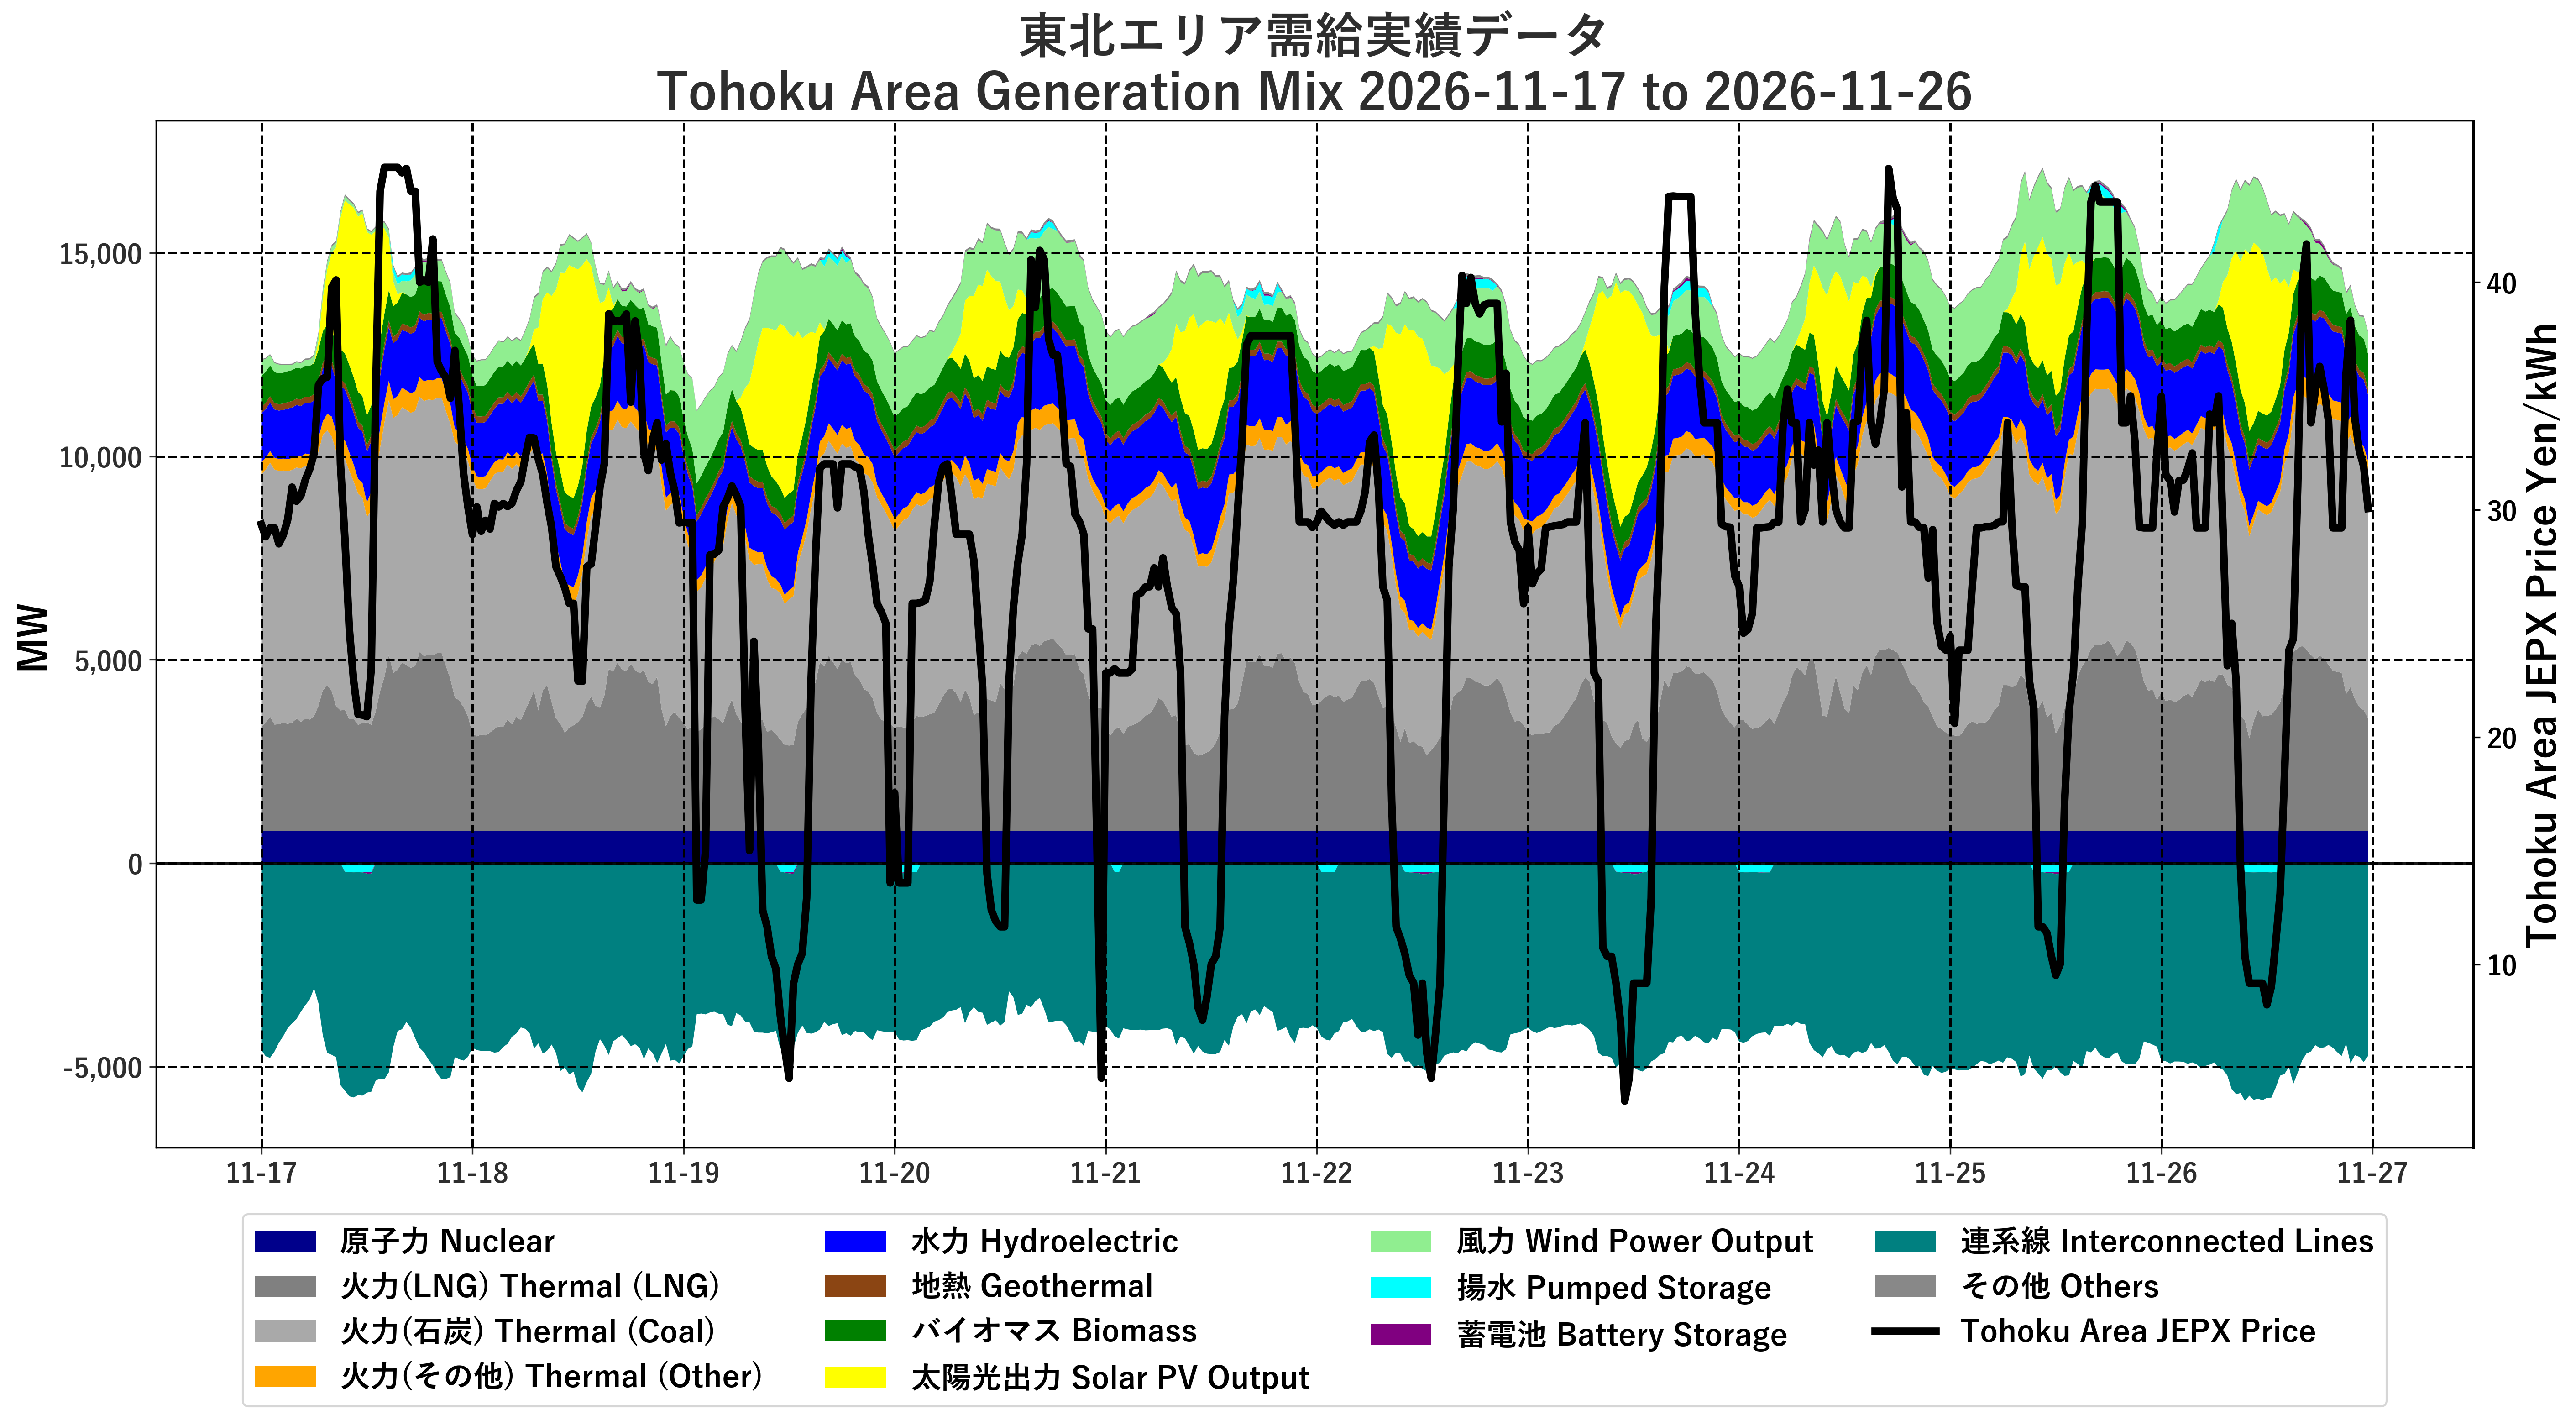 東北エリア需給実績データ
Tohoku Area Generation Mix 2026-11-17 to 2026-11-26
MW
15,000
10,000
5,000
0
-5,000
40
30
20
10
Tohoku Area JEPX Price Yen/kWh
11-17 11-18 11-19 11-20 11-21 11-22 11-23 11-24 11-25 11-26 11-27
原子力 Nuclear
火力(LNG) Thermal (LNG)
火力(石炭) Thermal (Coal)
火力(その他) Thermal (Other)
水力 Hydroelectric
地熱 Geothermal
バイオマス Biomass
太陽光出力 Solar PV Output
風力 Wind Power Output
揚水 Pumped Storage
蓄電池 Battery Storage
連系線 Interconnected Lines
その他 Others
Tohoku Area JEPX Price